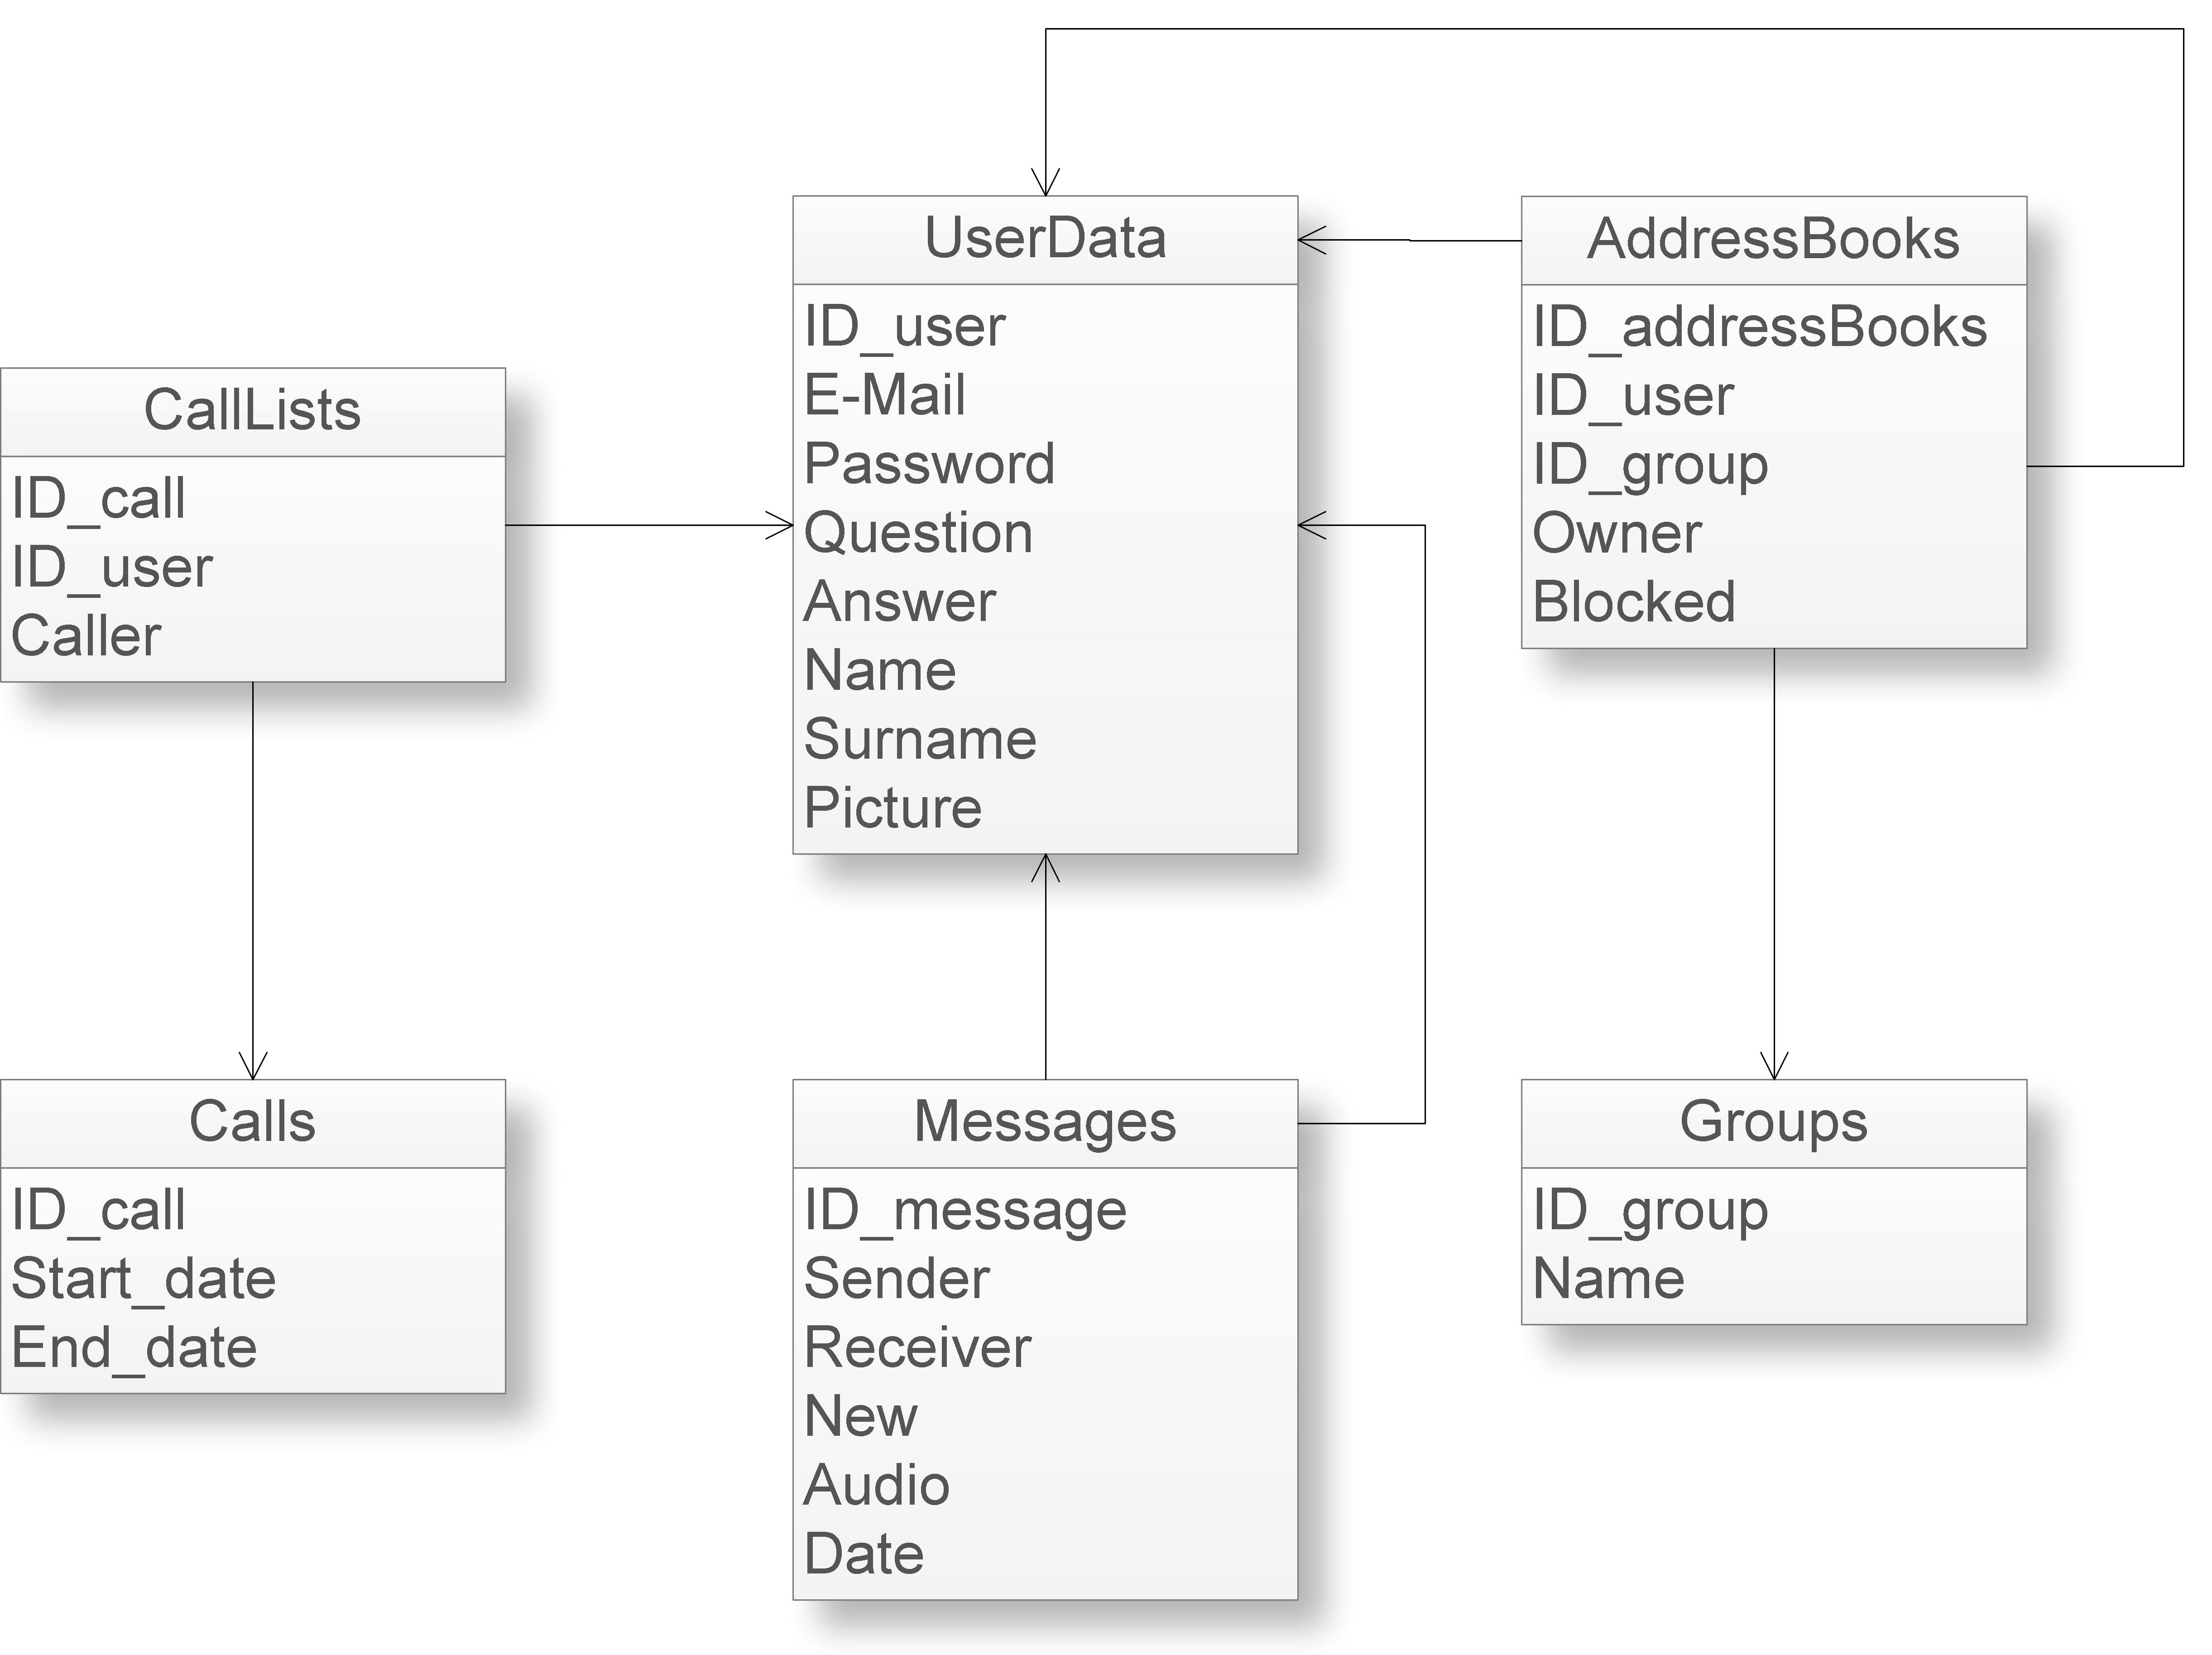 UserData
ID_user
E-Mail
Password
Question
Answer
Name
Surname
Picture
AddressBooks
ID_addressBooks
ID_user
ID_group
Owner
Blocked
CallLists
ID_call
ID_user
Caller
Calls
ID_call
Start_date
End_date
Messages
ID_message
Sender
Receiver
New
Audio
Date
Groups
ID_group
Name